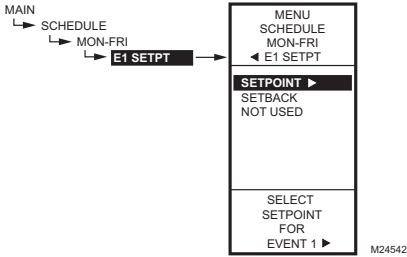 MAIN
SCHEDULE
MON-FRI
E1 SETPT
MENU
SCHEDULE
MON-FRI
◄ E1 SETPT
SETPOINT ►
SETBACK
NOT USED
SELECT
SETPOINT
FOR
EVENT 1 ►
M24542